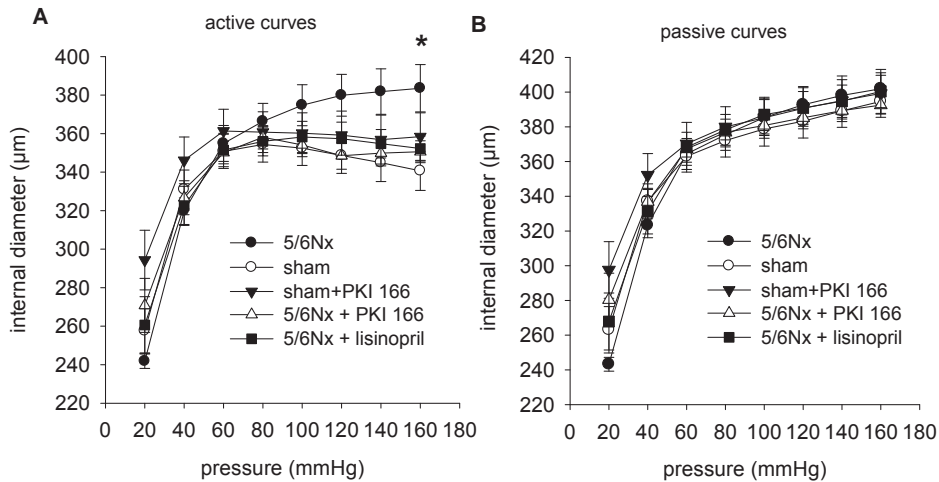 A
active curves
*
internal diameter (µm)
400
380
360
340
320
300
280
260
240
220
5/6Nx
sham
sham+PKI 166
5/6Nx + PKI 166
5/6Nx + lisinopril
0 20 40 60 80 100 120 140 160 180
pressure (mmHg)
B
passive curves
internal diameter (µm)
420
400
380
360
340
320
300
280
260
240
220
5/6Nx
sham
sham+PKI 166
5/6Nx + PKI 166
5/6Nx + lisinopril
0 20 40 60 80 100 120 140 160 180
pressure (mmHg)